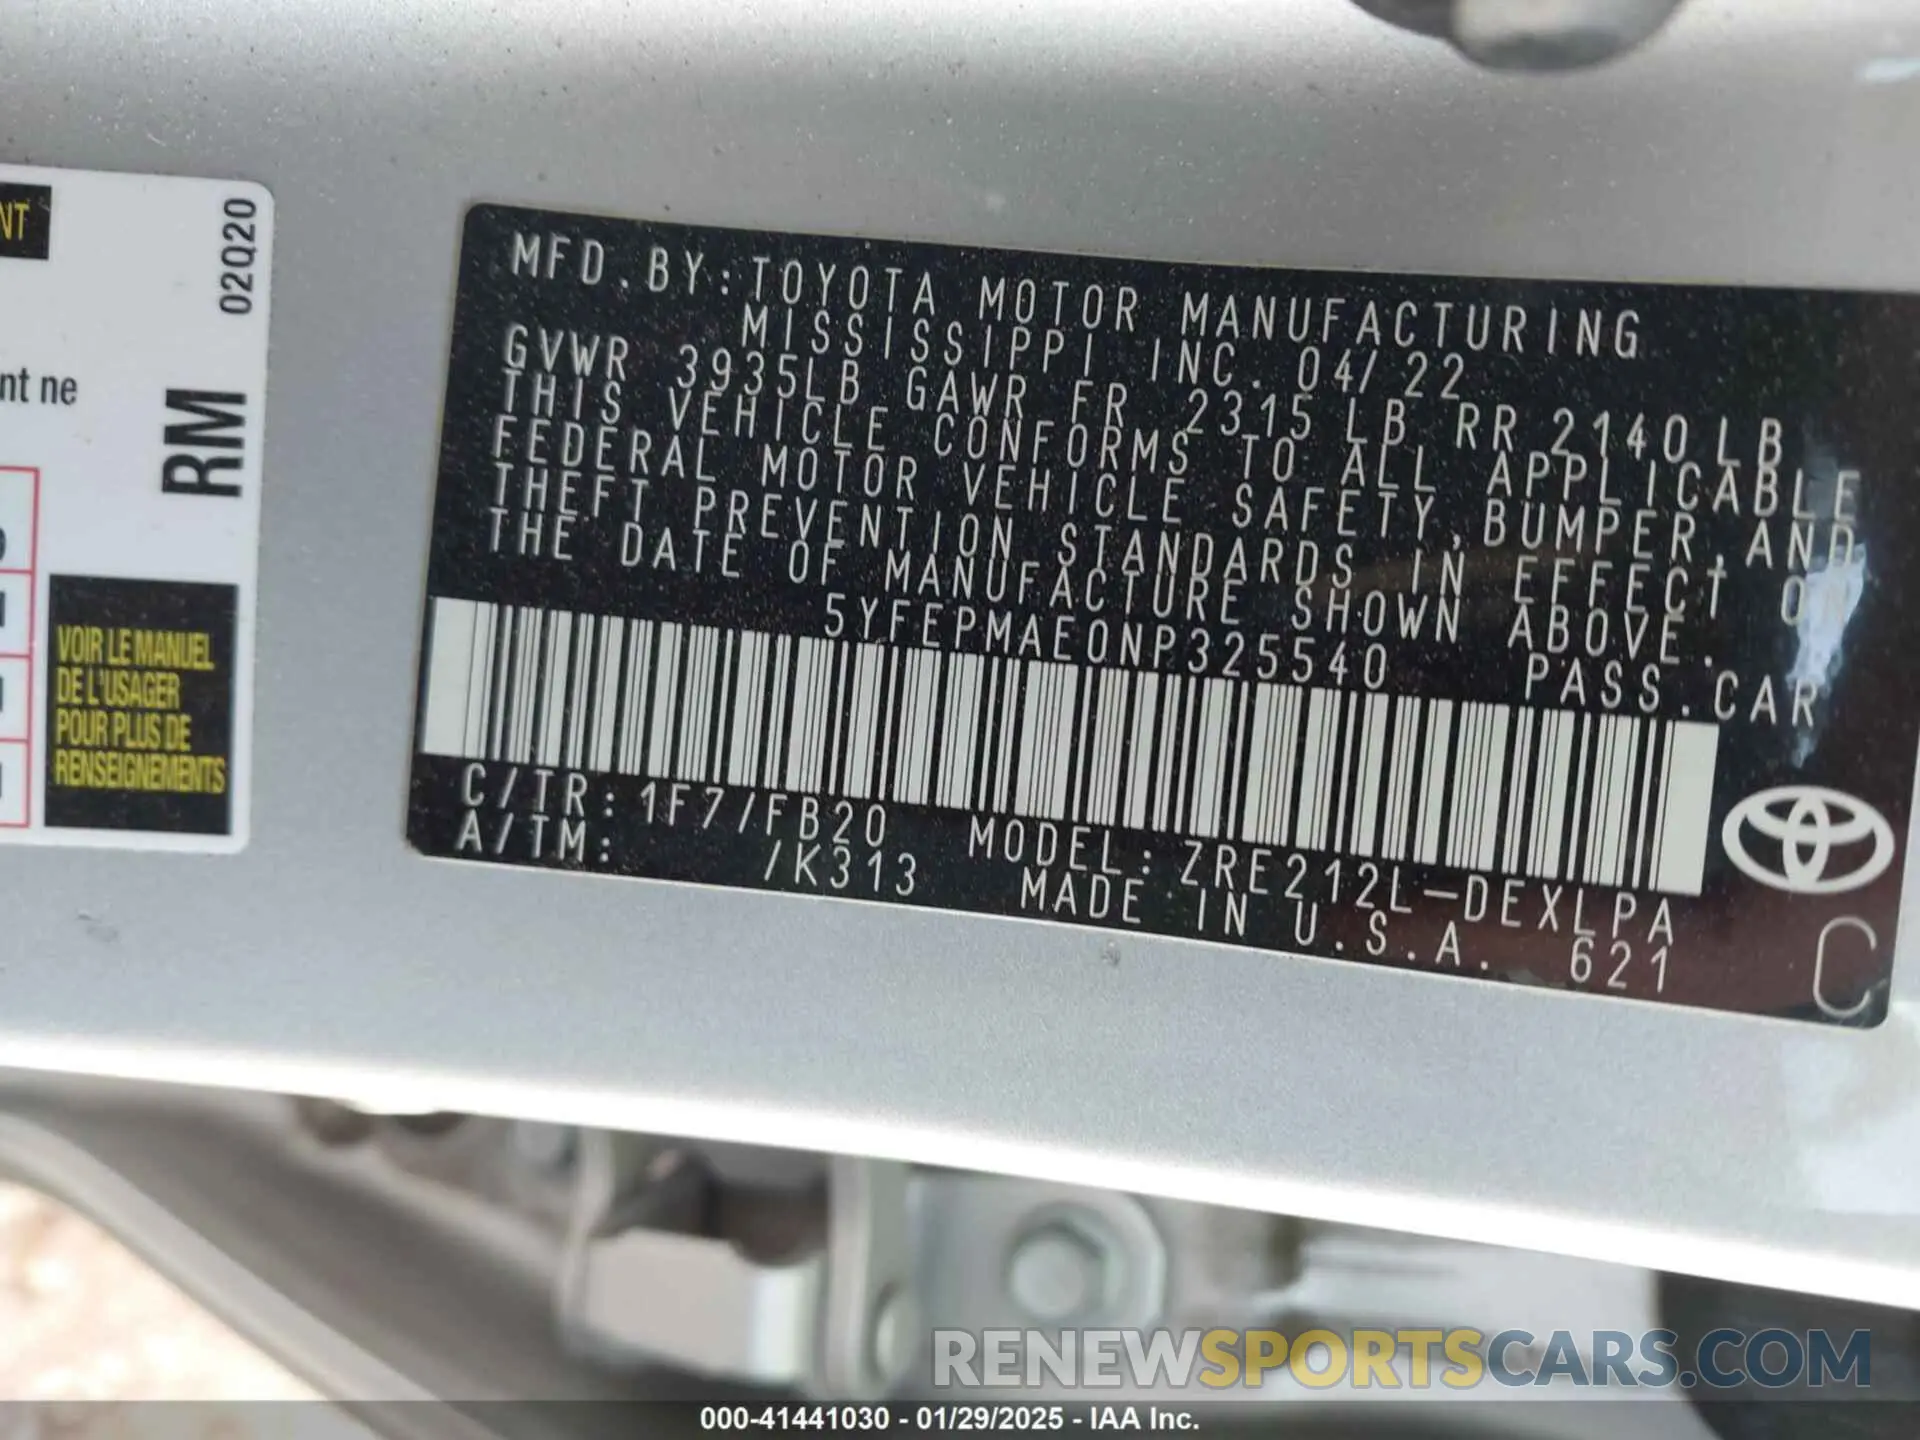 NT
02Q20
nt ne
RM
VOIR LE MANUEL
DE L'USAGER
POUR PLUS DE
RENSEIGNEMENTS
MFD.BY:TOYOTA MOTOR MANUFACTURING
MISSISSIPPI INC. 04/22
GVWR 3935LB GAWR FR 2315LB RR 2140LB
THIS VEHICLE CONFORMS TO ALL APPLICABLE
FEDERAL MOTOR VEHICLE SAFETY,BUMPER,AND
THEFT PREVENTION STANDARDS IN EFFECT ON
THE DATE OF MANUFACTURE SHOWN ABOVE.
5YFEPMAE0NP325540 PASS.CAR
C/TR:1F7/FB20 MODEL:ZRE212L-DEXLPA
A/TM: /K313 MADE IN U.S.A. 621
C
RENEWSPORTSCARS.COM
000-41441030 - 01/29/2025 - IAA Inc.